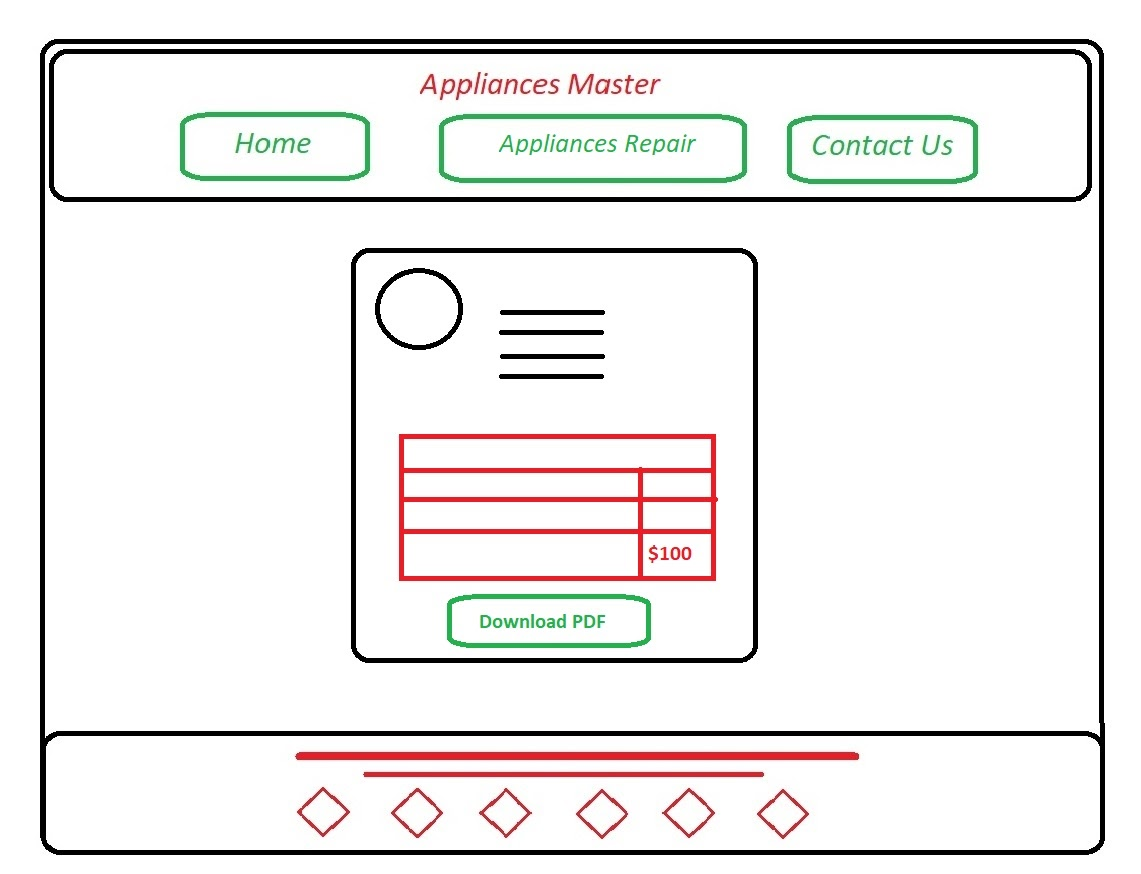 Appliances Master
Home
Appliances Repair
Contact Us
$100
Download PDF